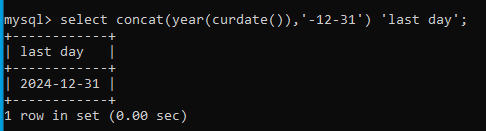 mysql> select concat(year(curdate()),'-12-31') 'last day';
+------------+
| last day   |
+------------+
| 2024-12-31 |
+------------+
1 row in set (0.00 sec)